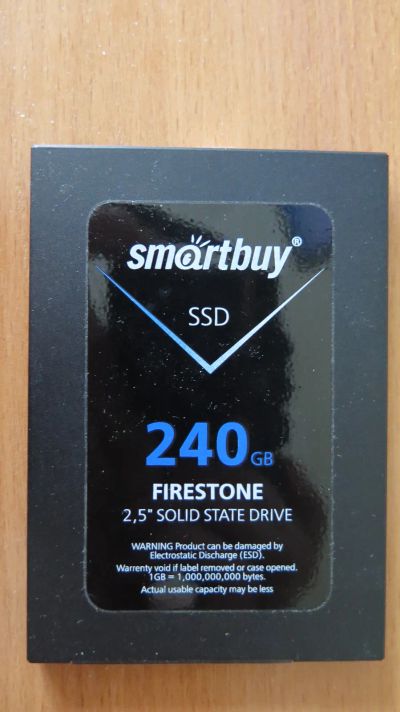 smartbuy®
SSD
240GB
FIRESTONE
2,5" SOLID STATE DRIVE
WARNING Product can be damaged by
Electrostatic Discharge (ESD).
Warrenty void if label removed or case opened.
1GB = 1,000,000,000 bytes.
Actual usable capacity may be less